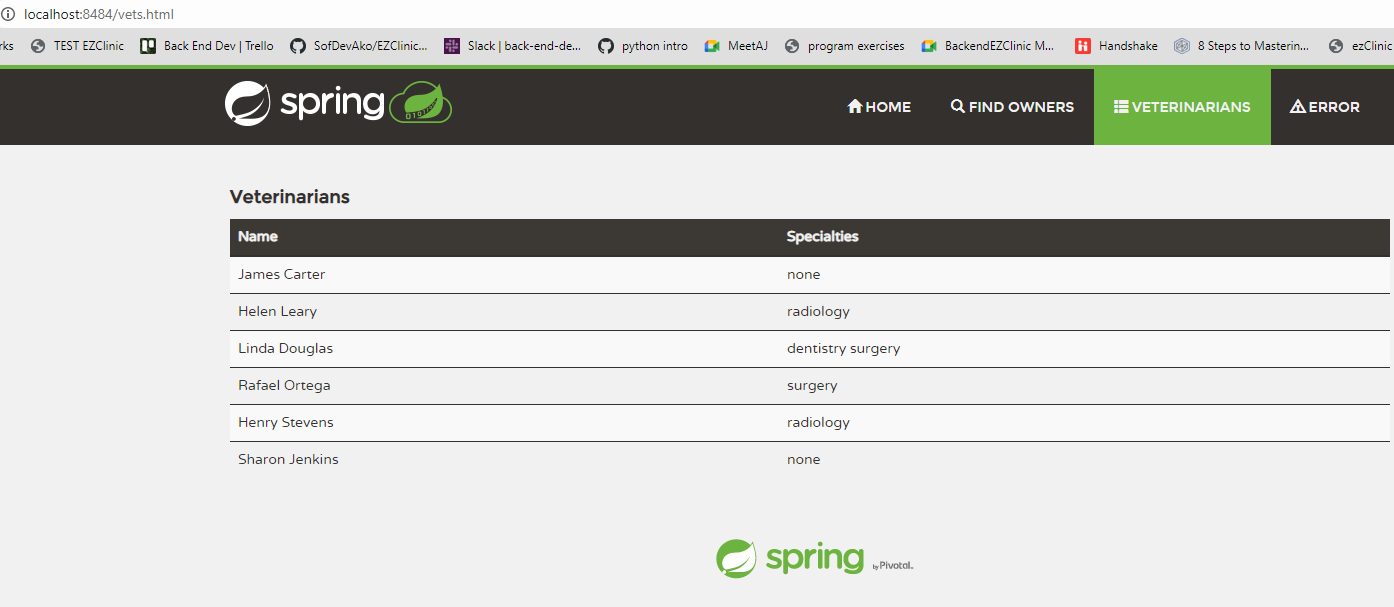 localhost:8484/vets.html
rks TEST EZClinic Back End Dev | Trello SofDevAko/EZClinic... Slack | back-end-de... python intro MeetAJ program exercises BackendEZClinic M... Handshake 8 Steps to Masterin... ezClinic
spring HOME FIND OWNERS VETERINARIANS ERROR
Veterinarians
Name Specialties
James Carter none
Helen Leary radiology
Linda Douglas dentistry surgery
Rafael Ortega surgery
Henry Stevens radiology
Sharon Jenkins none
spring by Pivotal.